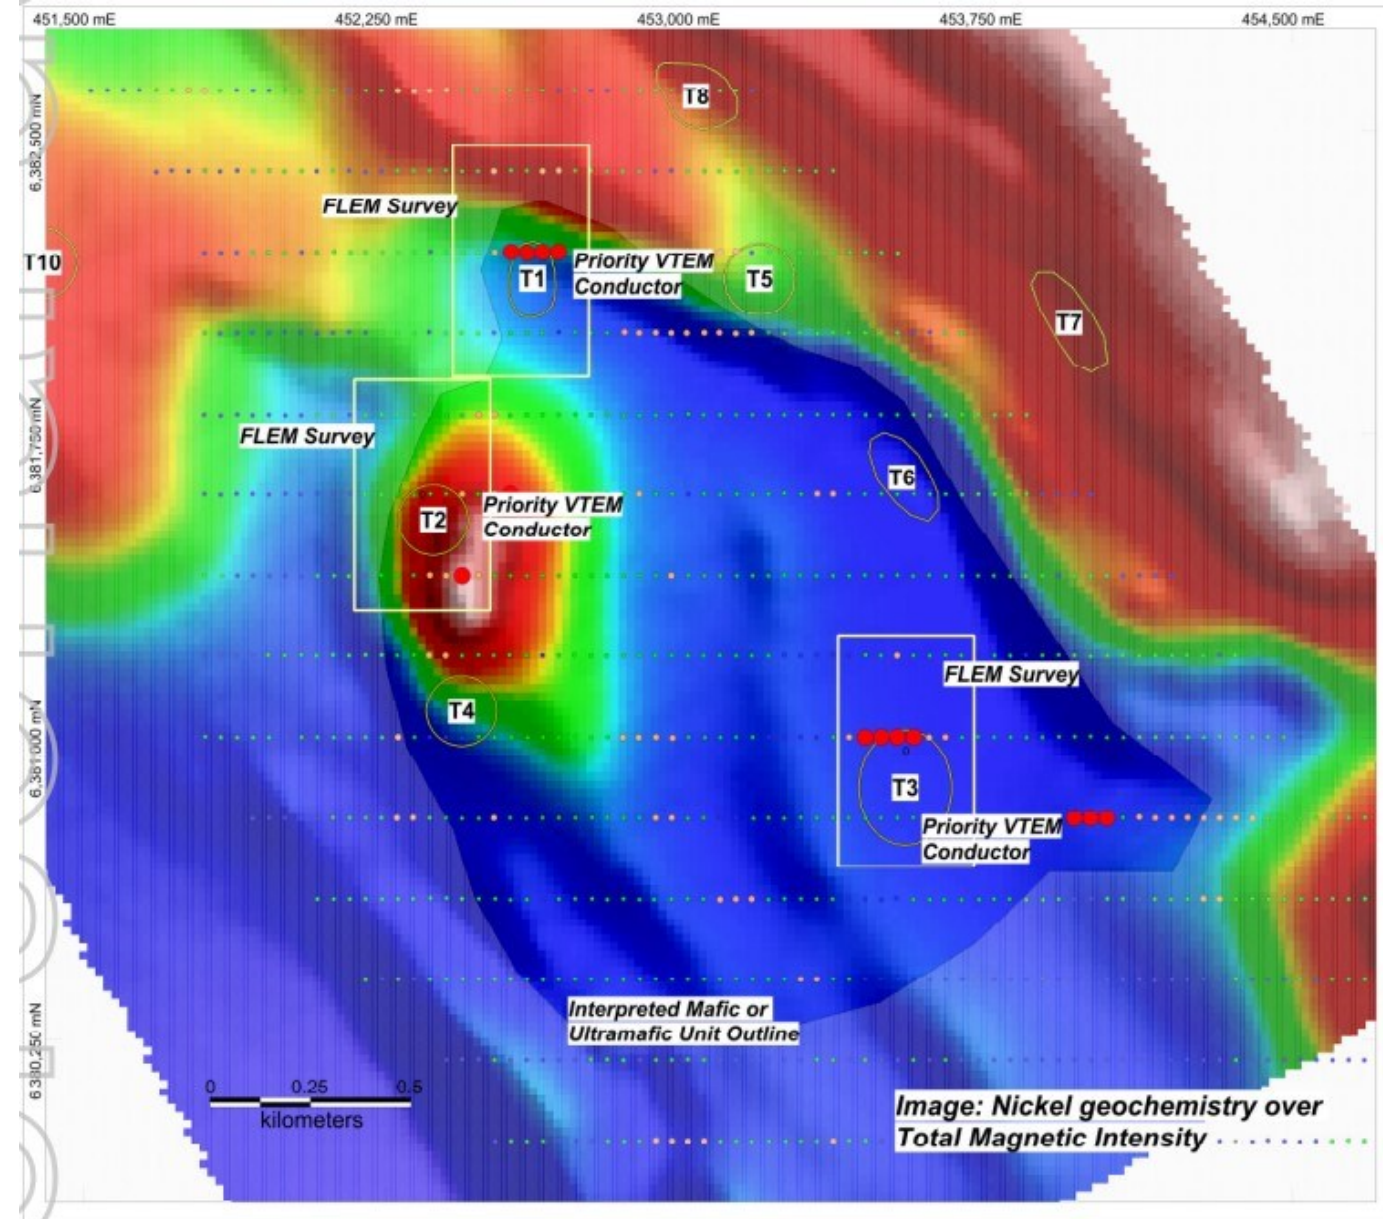 451,500 mE
452,250 mE
453,000 mE
453,750 mE
454,500 mE
6,382,500 mN
6,381,750 mN
6,381,000 mN
6,380,250 mN
T8
FLEM Survey
T10
T1
Priority VTEM
Conductor
T5
T7
FLEM Survey
T6
T2
Priority VTEM
Conductor
FLEM Survey
T4
T3
Priority VTEM
Conductor
Interpreted Mafic or
Ultramafic Unit Outline
0 0.25 0.5
kilometers
Image: Nickel geochemistry over
Total Magnetic Intensity